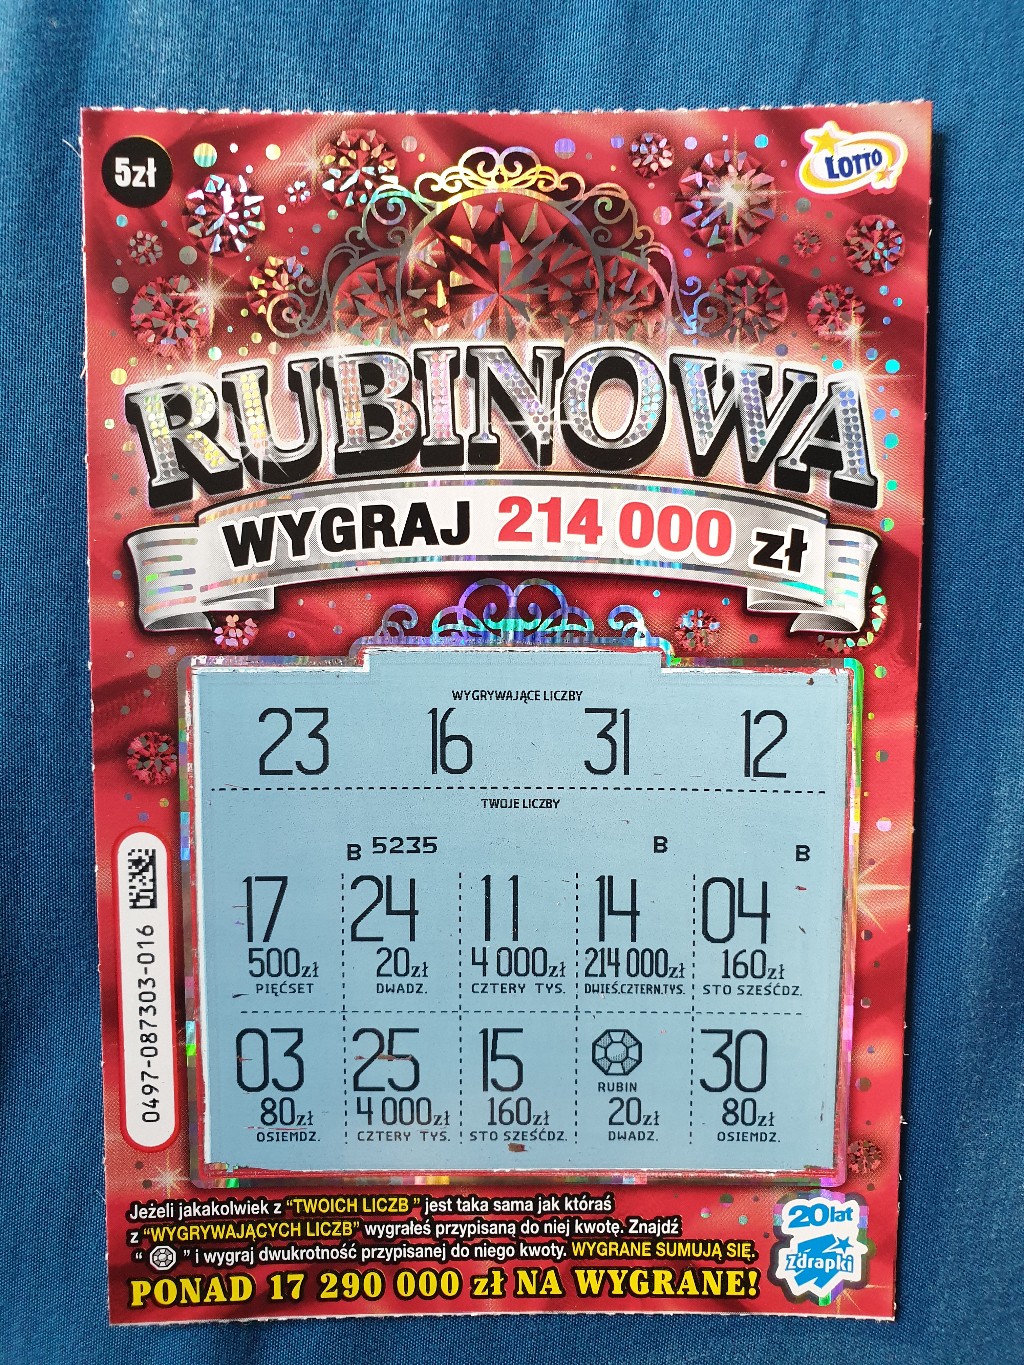 5zł
LOTTO
RUBINOWA
WYGRAJ 214 000 zł
WYGRYWAJĄCE LICZBY
23 16 31 12
TWOJE LICZBY
B 5235 B B
17 24 11 14 04
500zł 20zł 4 000zł 214 000zł 160zł
PIĘĆSET DWADZ. CZTERY TYS. DWIEŚ.CZTERN.TYS. STO SZEŚĆDZ.
03 25 15 30
RUBIN
80zł 4 000zł 160zł 20zł 80zł
OSIEMDZ. CZTERY TYS. STO SZEŚĆDZ. DWADZ. OSIEMDZ.
0497-087303-016
Jeżeli jakakolwiek z "TWOICH LICZB" jest taka sama jak któraś
z "WYGRYWAJĄCYCH LICZB" wygrałeś przypisaną do niej kwotę. Znajdź
" " i wygraj dwukrotność przypisanej do niego kwoty. WYGRANE SUMUJĄ SIĘ.
PONAD 17 290 000 zł NA WYGRANE!
20 lat
Zdrapki